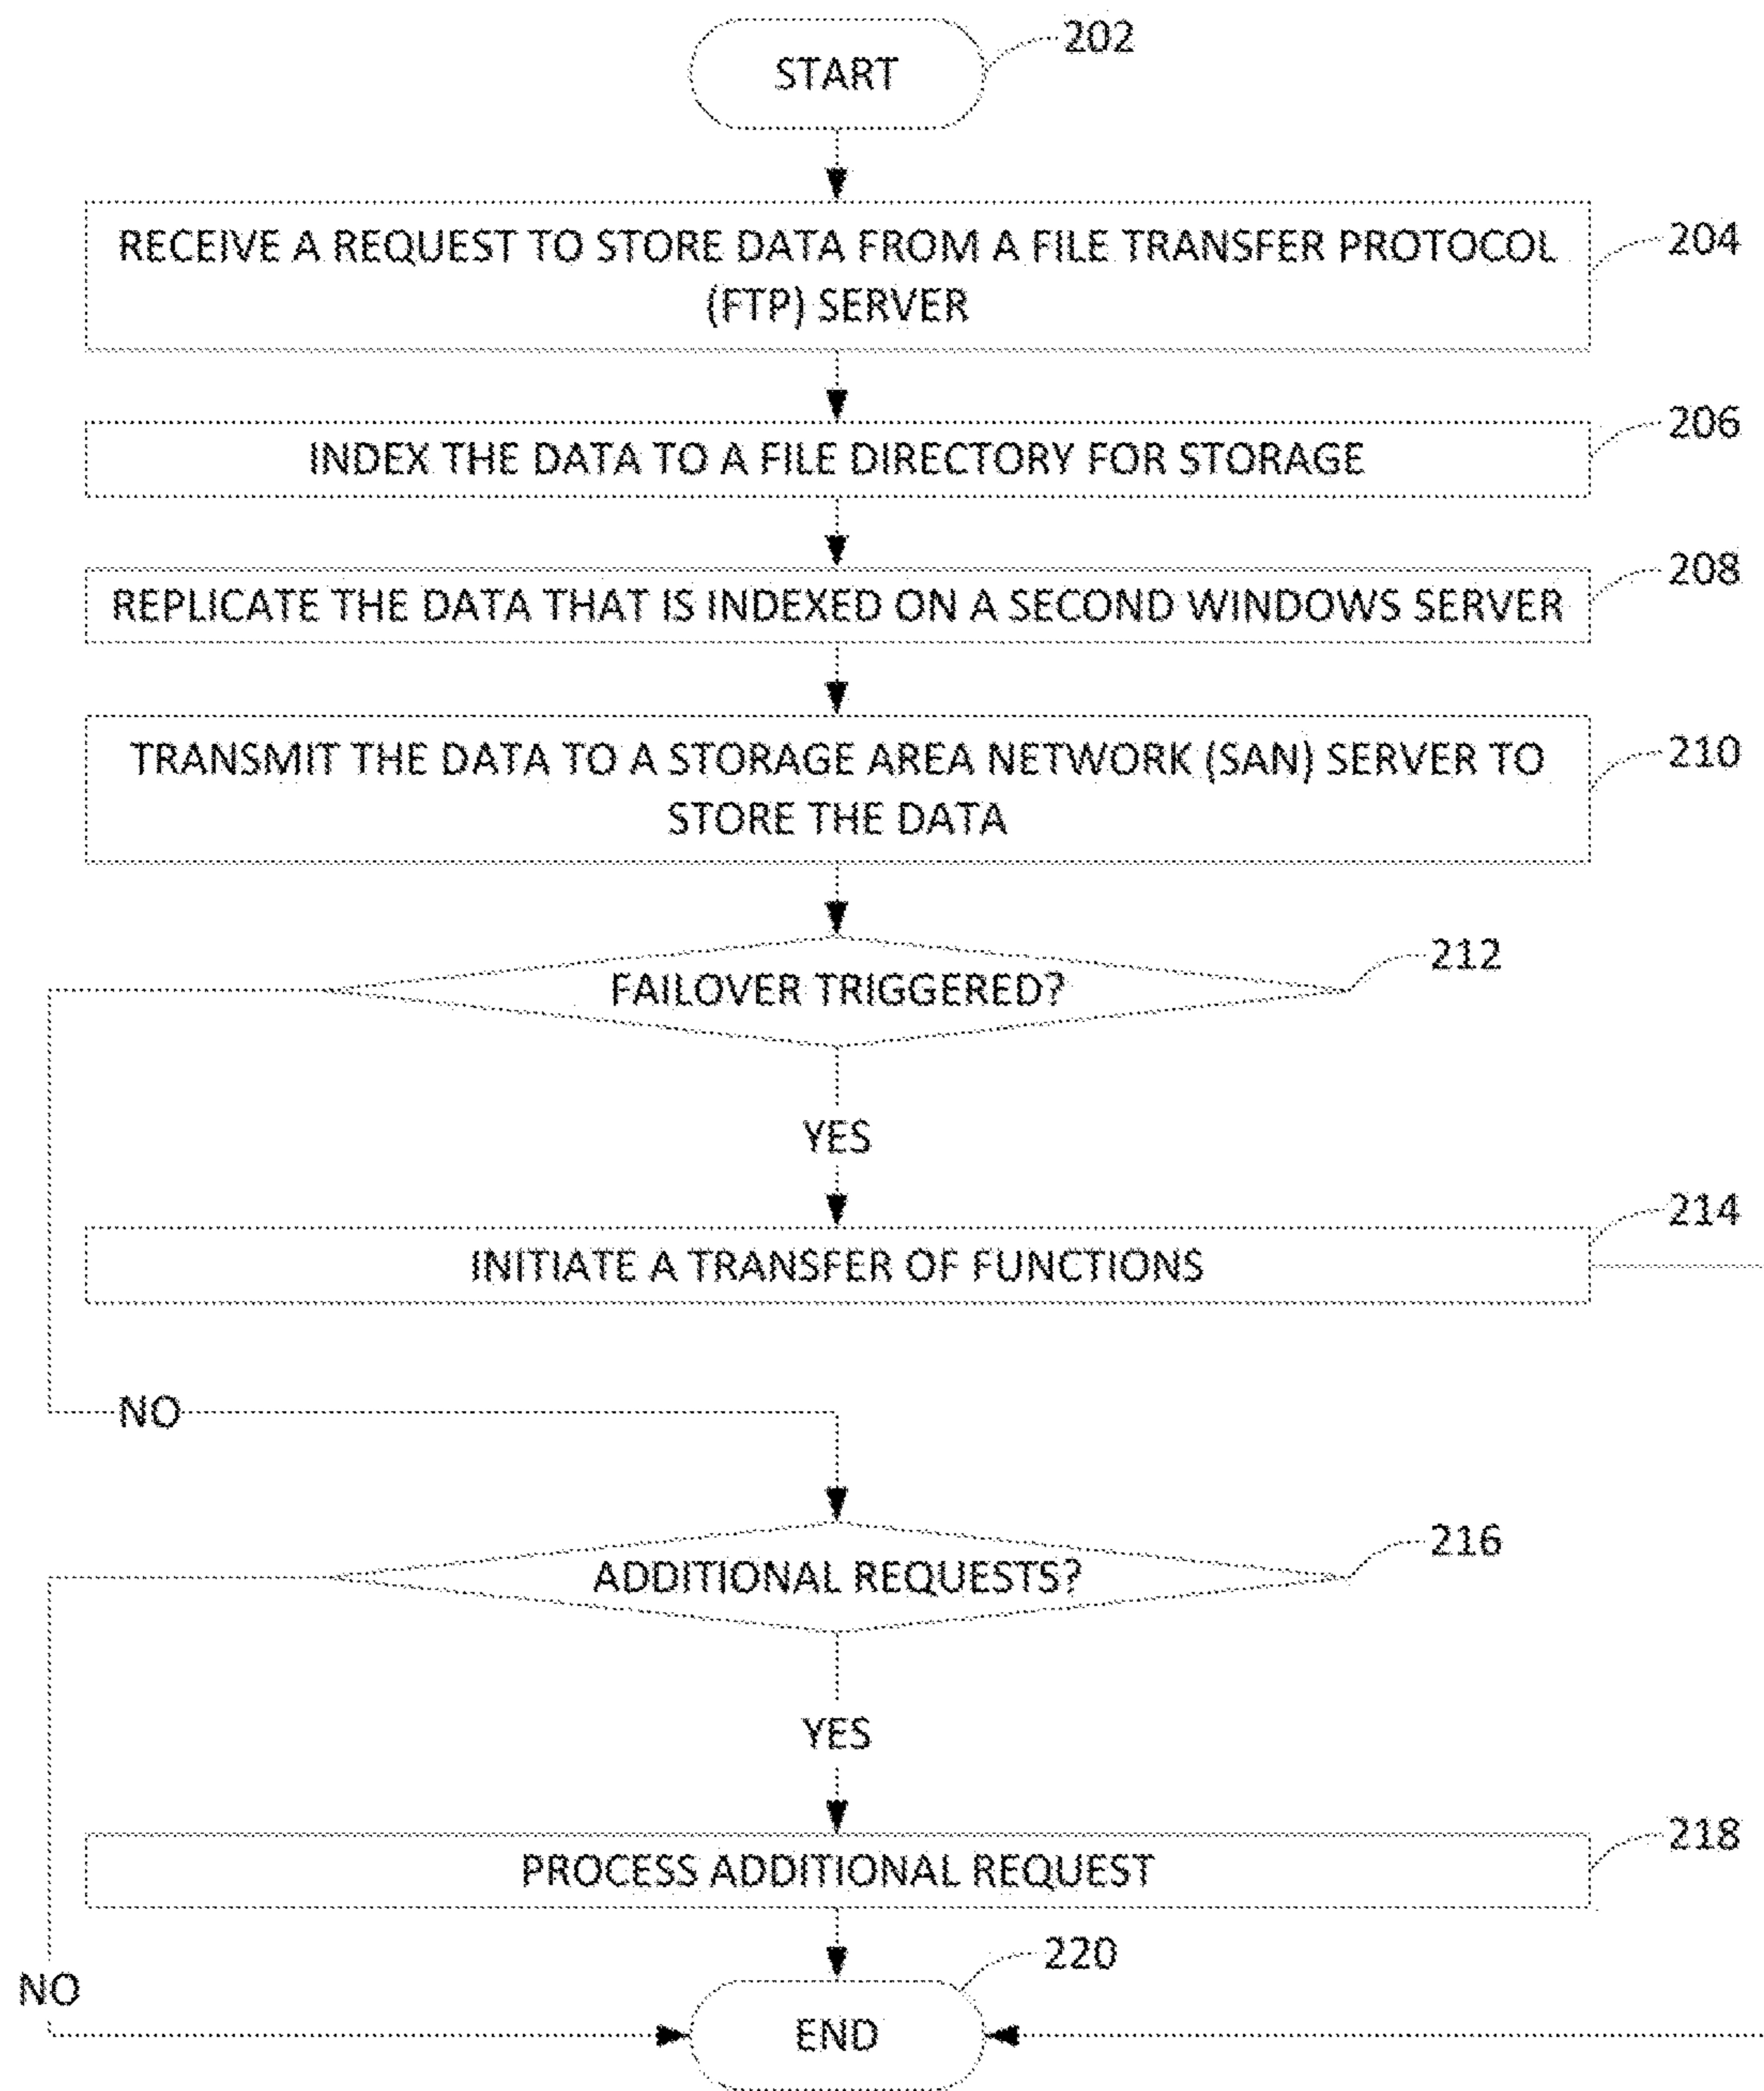 START
202
RECEIVE A REQUEST TO STORE DATA FROM A FILE TRANSFER PROTOCOL
(FTP) SERVER
204
INDEX THE DATA TO A FILE DIRECTORY FOR STORAGE
206
REPLICATE THE DATA THAT IS INDEXED ON A SECOND WINDOWS SERVER
208
TRANSMIT THE DATA TO A STORAGE AREA NETWORK (SAN) SERVER TO
STORE THE DATA
210
FAILOVER TRIGGERED?
212
YES
INITIATE A TRANSFER OF FUNCTIONS
214
NO
ADDITIONAL REQUESTS?
216
YES
PROCESS ADDITIONAL REQUEST
218
NO
END
220